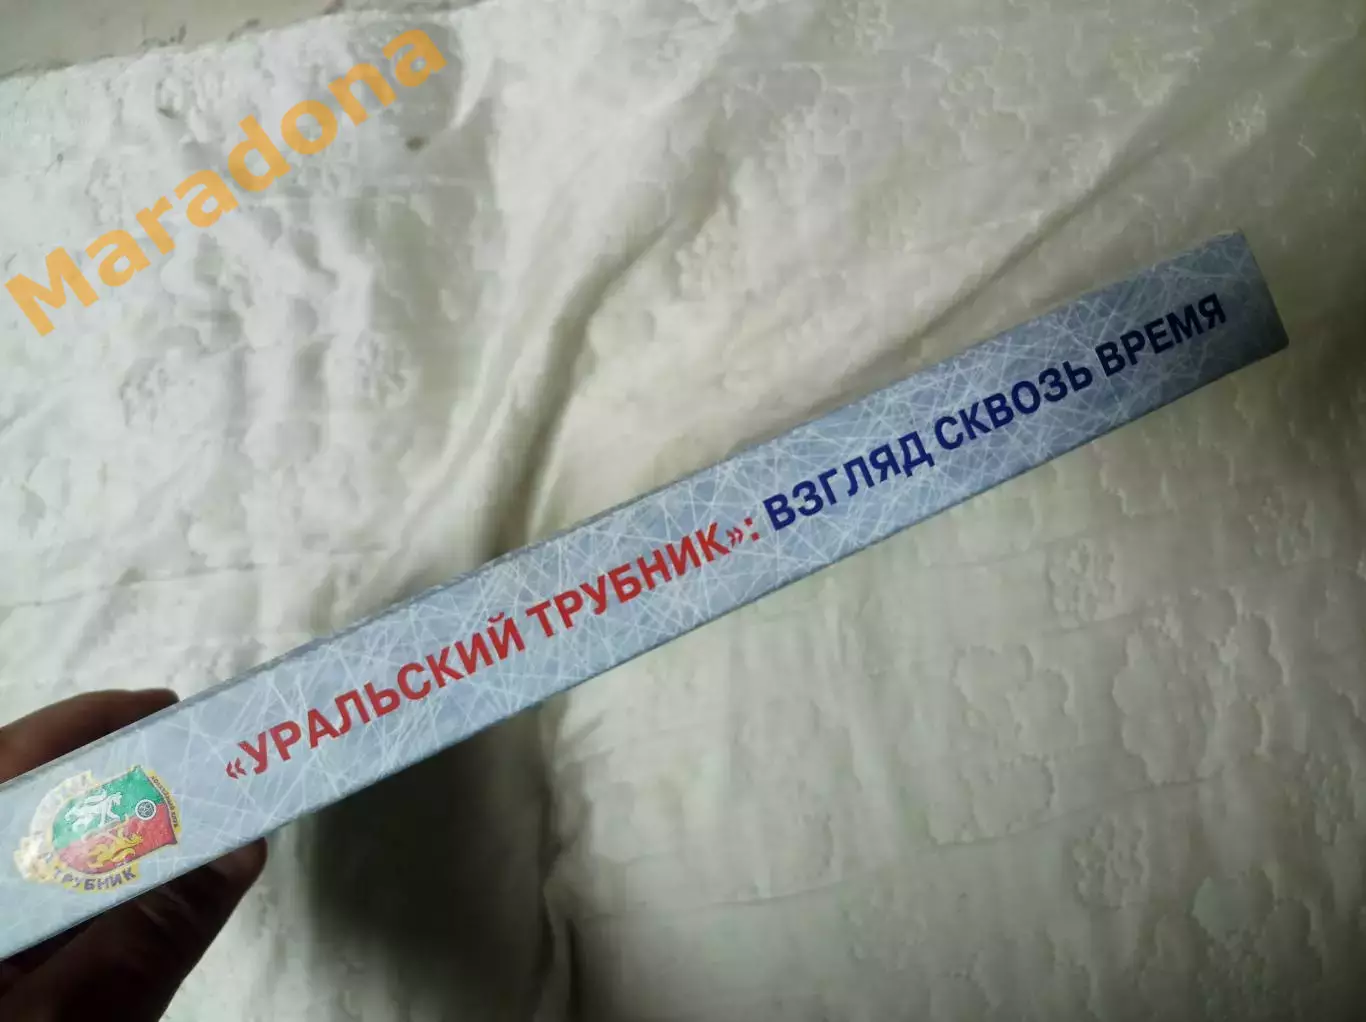 Maradona
«УРАЛЬСКИЙ ТРУБНИК»: ВЗГЛЯД СКВОЗЬ ВРЕМЯ
ТРУБНИК